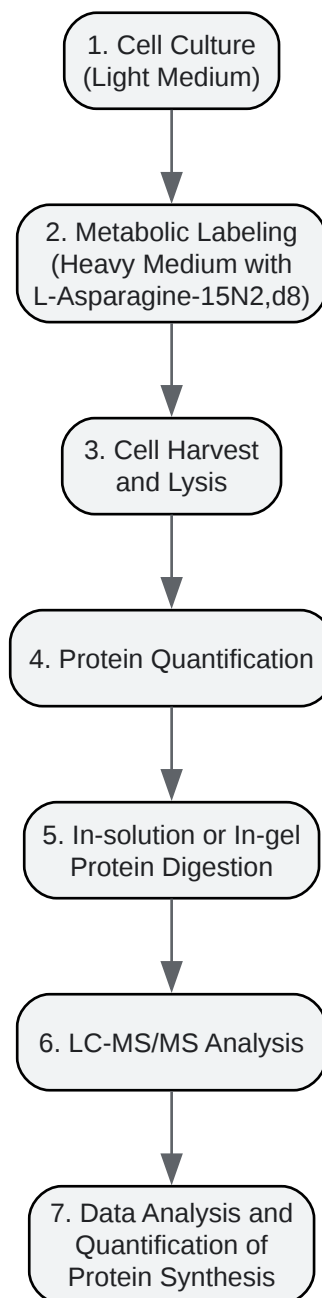 1. Cell Culture
(Light Medium)
2. Metabolic Labeling
(Heavy Medium with
L-Asparagine-15N2,d8)
3. Cell Harvest
and Lysis
4. Protein Quantification
5. In-solution or In-gel
Protein Digestion
6. LC-MS/MS Analysis
7. Data Analysis and
Quantification of
Protein Synthesis